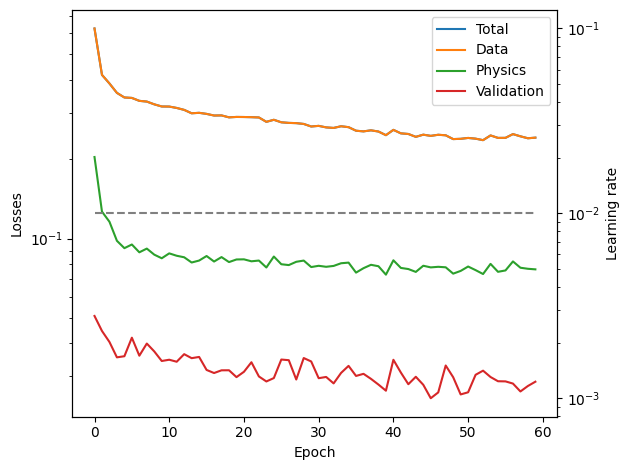 Total
Data
Physics
Validation
Losses
10⁻¹
10⁻¹
10⁻²
10⁻³
Learning rate
0
10
20
30
40
50
60
Epoch